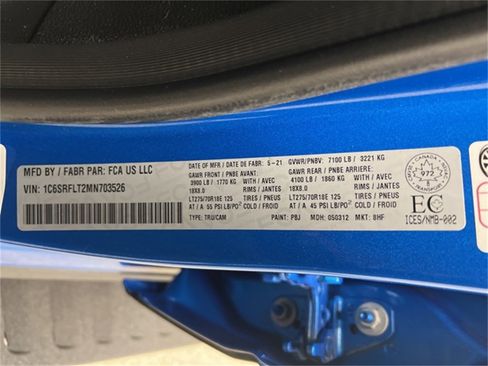 MFD BY / FABR PAR: FCA US LLC
VIN: 1C6SRFLT2MN703526
DATE OF MFR / DATE DE FABR: 5-21 GVWR/PNBV: 7100 LB / 3221 KG
GAWR FRONT / PNBE AVANT: WITH / AVEC GAWR REAR / PNBE ARRIERE: WITH / AVEC
3900 LB / 1770 KG RIMS / JANTES 4100 LB / 1860 KG RIMS / JANTES
18X8.0 TIRES / PNEUS 18X8.0 TIRES / PNEUS
LT275/70R18E 125 COLD / FROID LT275/70R18E 125 COLD / FROID
AT / A 45 PSI LB/PO² AT / A 45 PSI LB/PO²
TYPE: TRU/CAM PAINT: PBJ MDH: 050312 MKT: 8HF
CANADA
972
TRANSPORT
EC
ICES/NMB-002